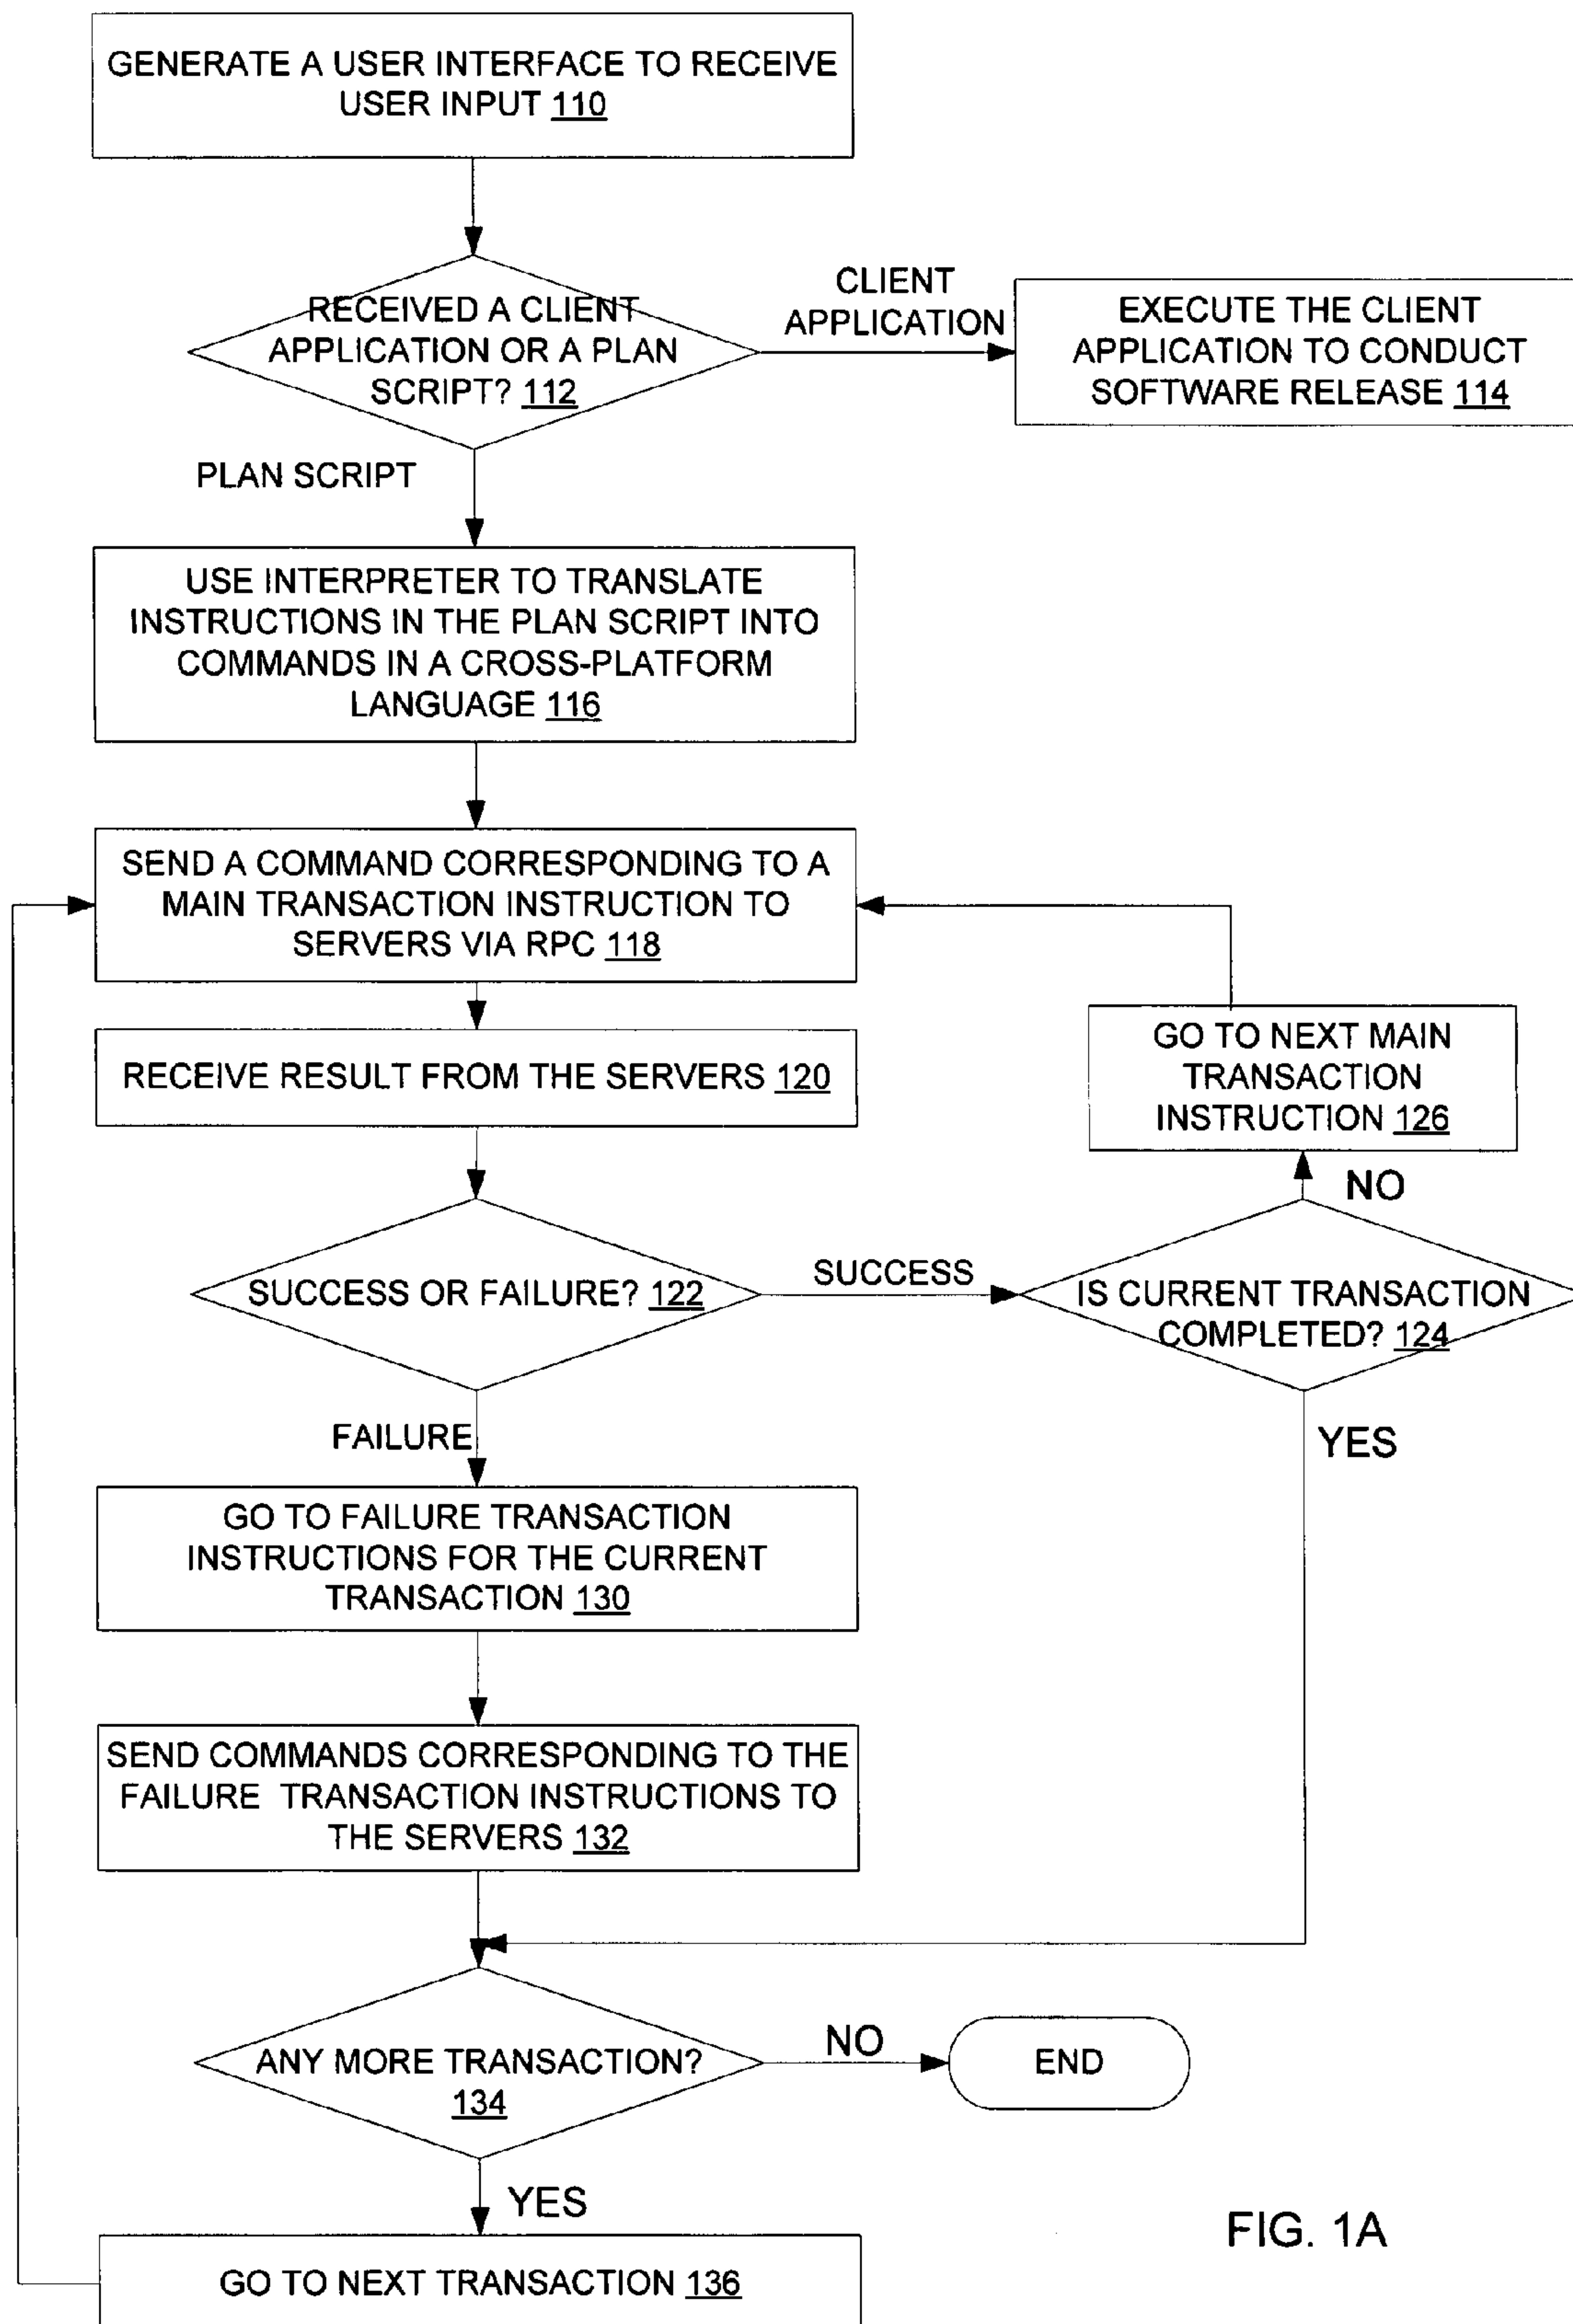 GENERATE A USER INTERFACE TO RECEIVE
USER INPUT 110
RECEIVED A CLIENT
APPLICATION OR A PLAN
SCRIPT? 112
CLIENT
APPLICATION
EXECUTE THE CLIENT
APPLICATION TO CONDUCT
SOFTWARE RELEASE 114
PLAN SCRIPT
USE INTERPRETER TO TRANSLATE
INSTRUCTIONS IN THE PLAN SCRIPT INTO
COMMANDS IN A CROSS-PLATFORM
LANGUAGE 116
SEND A COMMAND CORRESPONDING TO A
MAIN TRANSACTION INSTRUCTION TO
SERVERS VIA RPC 118
RECEIVE RESULT FROM THE SERVERS 120
GO TO NEXT MAIN
TRANSACTION
INSTRUCTION 126
NO
SUCCESS OR FAILURE? 122
SUCCESS
IS CURRENT TRANSACTION
COMPLETED? 124
FAILURE
YES
GO TO FAILURE TRANSACTION
INSTRUCTIONS FOR THE CURRENT
TRANSACTION 130
SEND COMMANDS CORRESPONDING TO THE
FAILURE TRANSACTION INSTRUCTIONS TO
THE SERVERS 132
ANY MORE TRANSACTION?
134
NO
END
YES
GO TO NEXT TRANSACTION 136
FIG. 1A